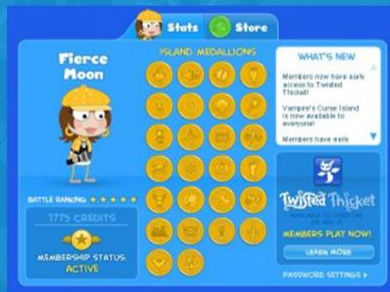 Stats Store
Fierce
Moon
ISLAND MEDALLIONS
WHAT'S NEW
Members now have early
access to Twisted
Thicket!
Vampire's Curse Island
is now available to
everyone!
Members have early
BATTLE RANKING:
1775 CREDITS
MEMBERSHIP STATUS:
ACTIVE
Twisted Thicket
MEMBERS PLAY NOW!
LEARN MORE
PASSWORD SETTINGS